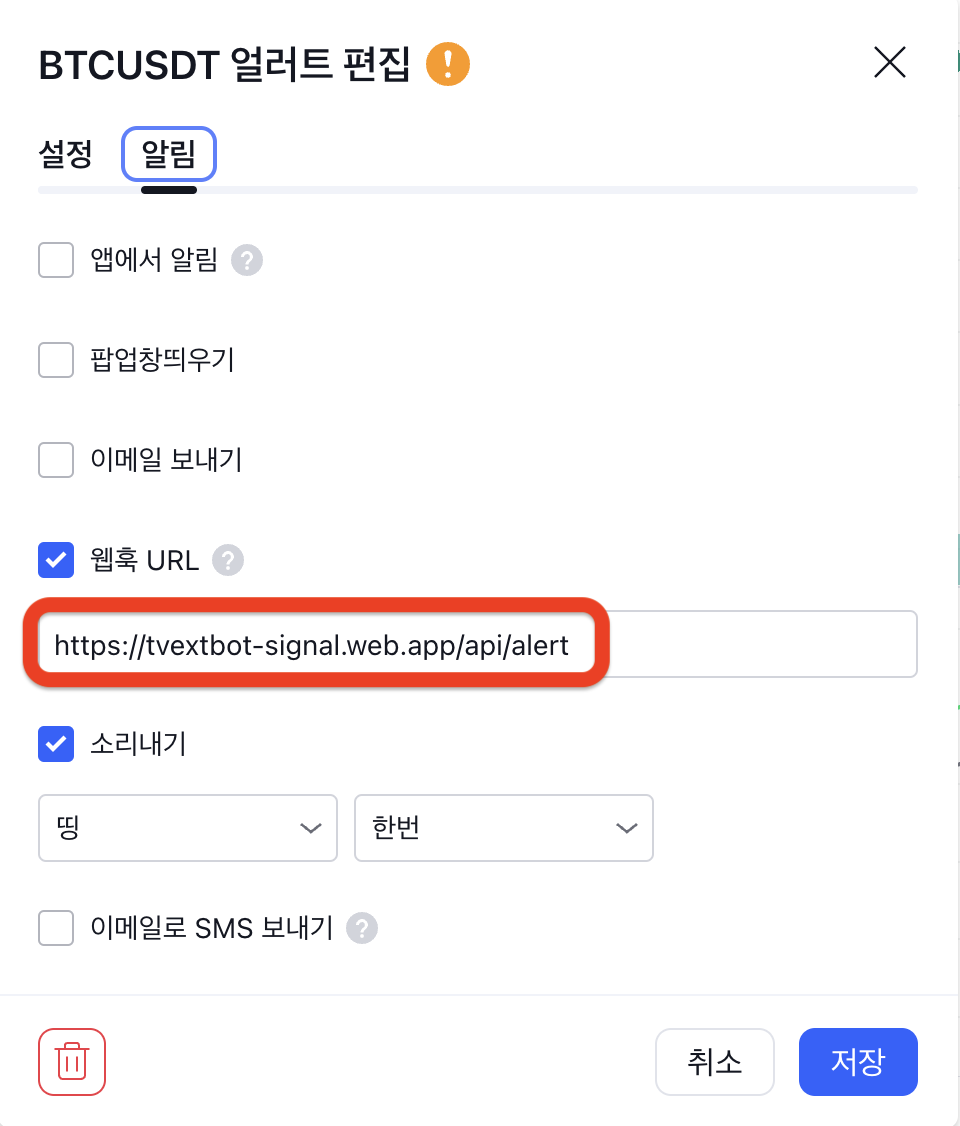 BTCUSDT 얼러트 편집
설정 알림
앱에서 알림 ?
팝업창띄우기
이메일 보내기
웹훅 URL ?
https://tvextbot-signal.web.app/api/alert
소리내기
띵 한번
이메일로 SMS 보내기 ?
취소 저장